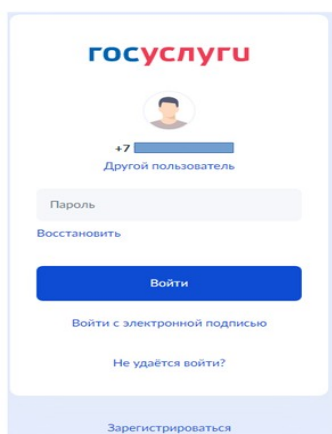 госуслуги
+7
Другой пользователь
Пароль
Восстановить
Войти
Войти с электронной подписью
Не удаётся войти?
Зарегистрироваться